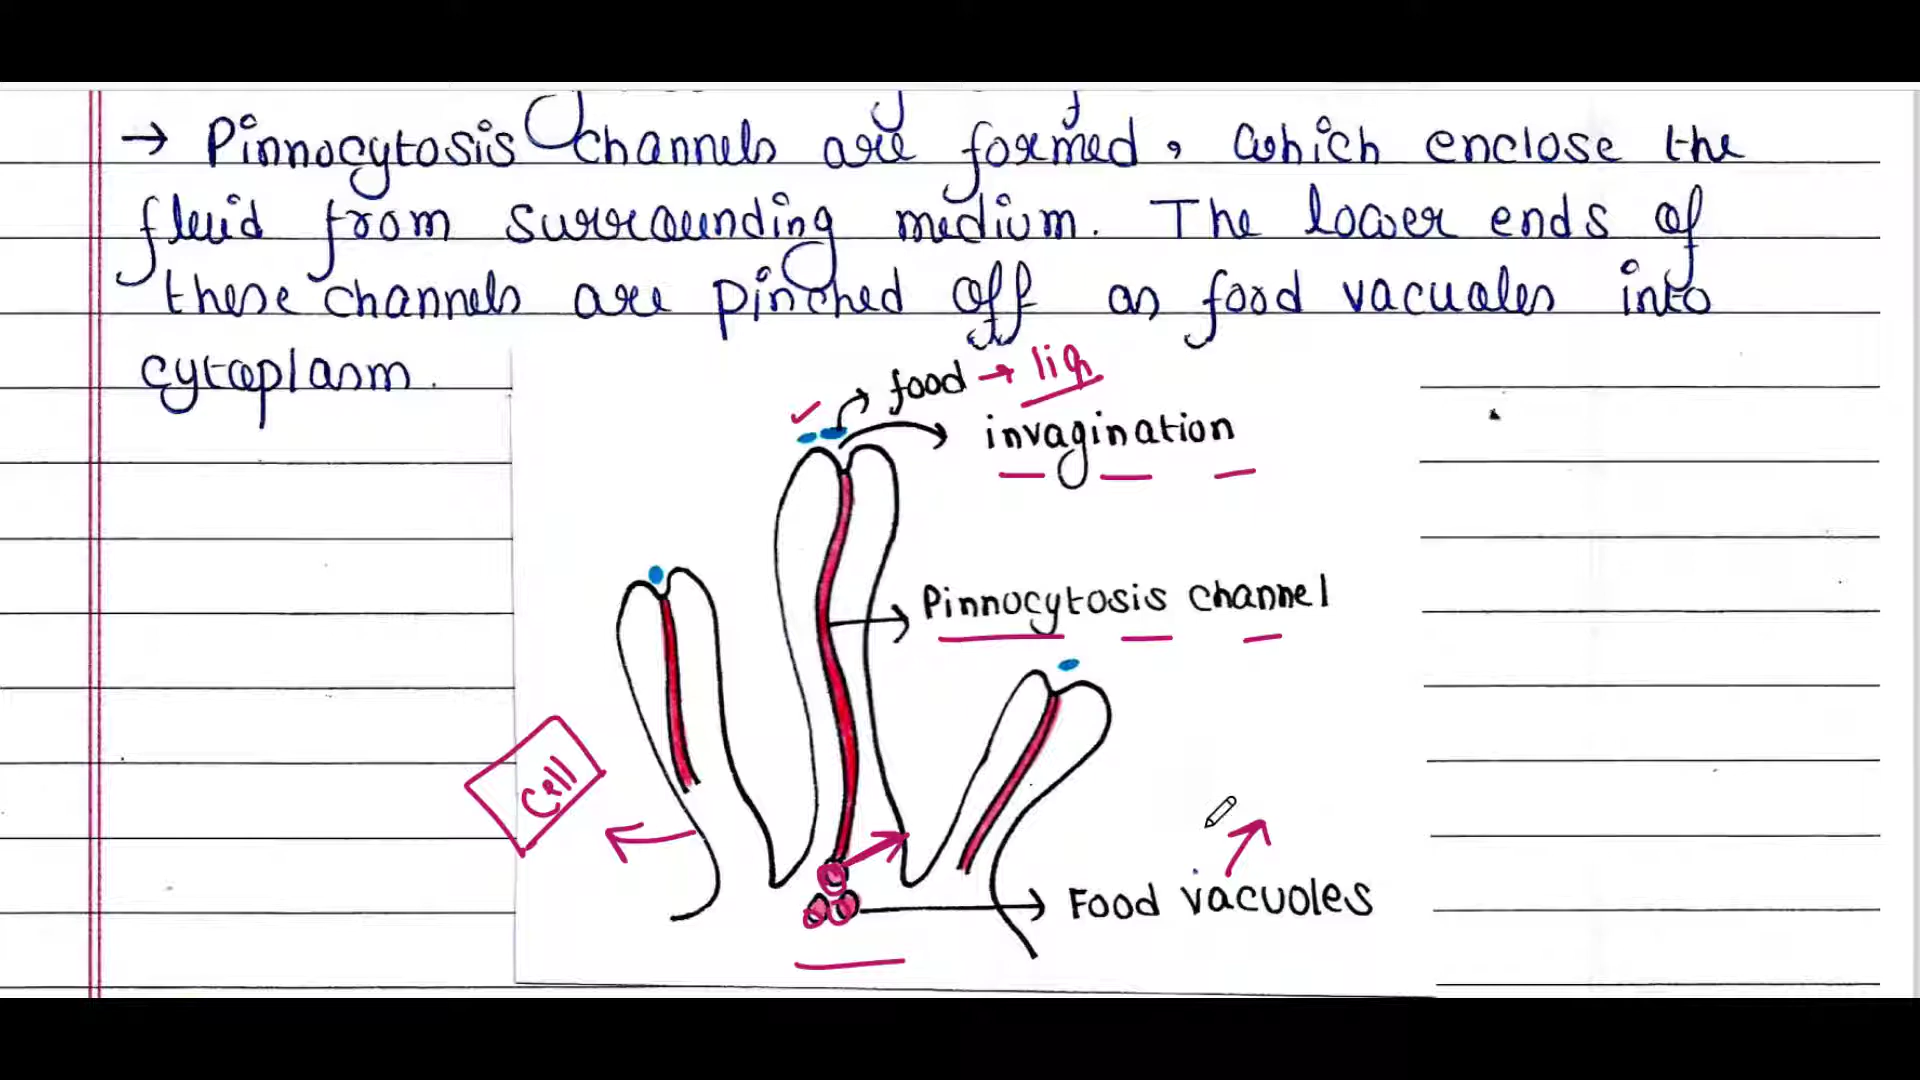 → Pinnocytosis channels are formed, which enclose the
fluid from surrounding medium. The lower ends of
these channels are pinched off as food vacuoles into
cytoplasm.
food → liq
invagination
Pinnocytosis channel
Cell
Food vacuoles